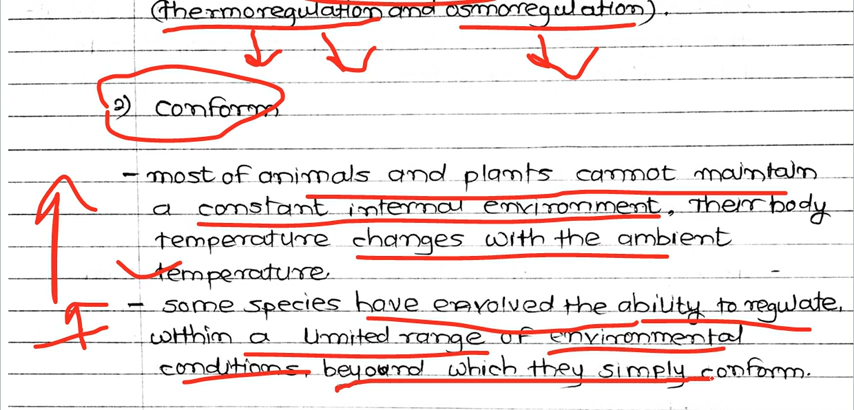 (thermoregulation and osmoregulation).
2) conform
- most of animals and plants cannot maintain
a constant internal environment. Their body
temperature changes with the ambient
temperature.
- some species have envolved the ability to regulate,
within a limited range of environmental
conditions, beyound which they simply conform.